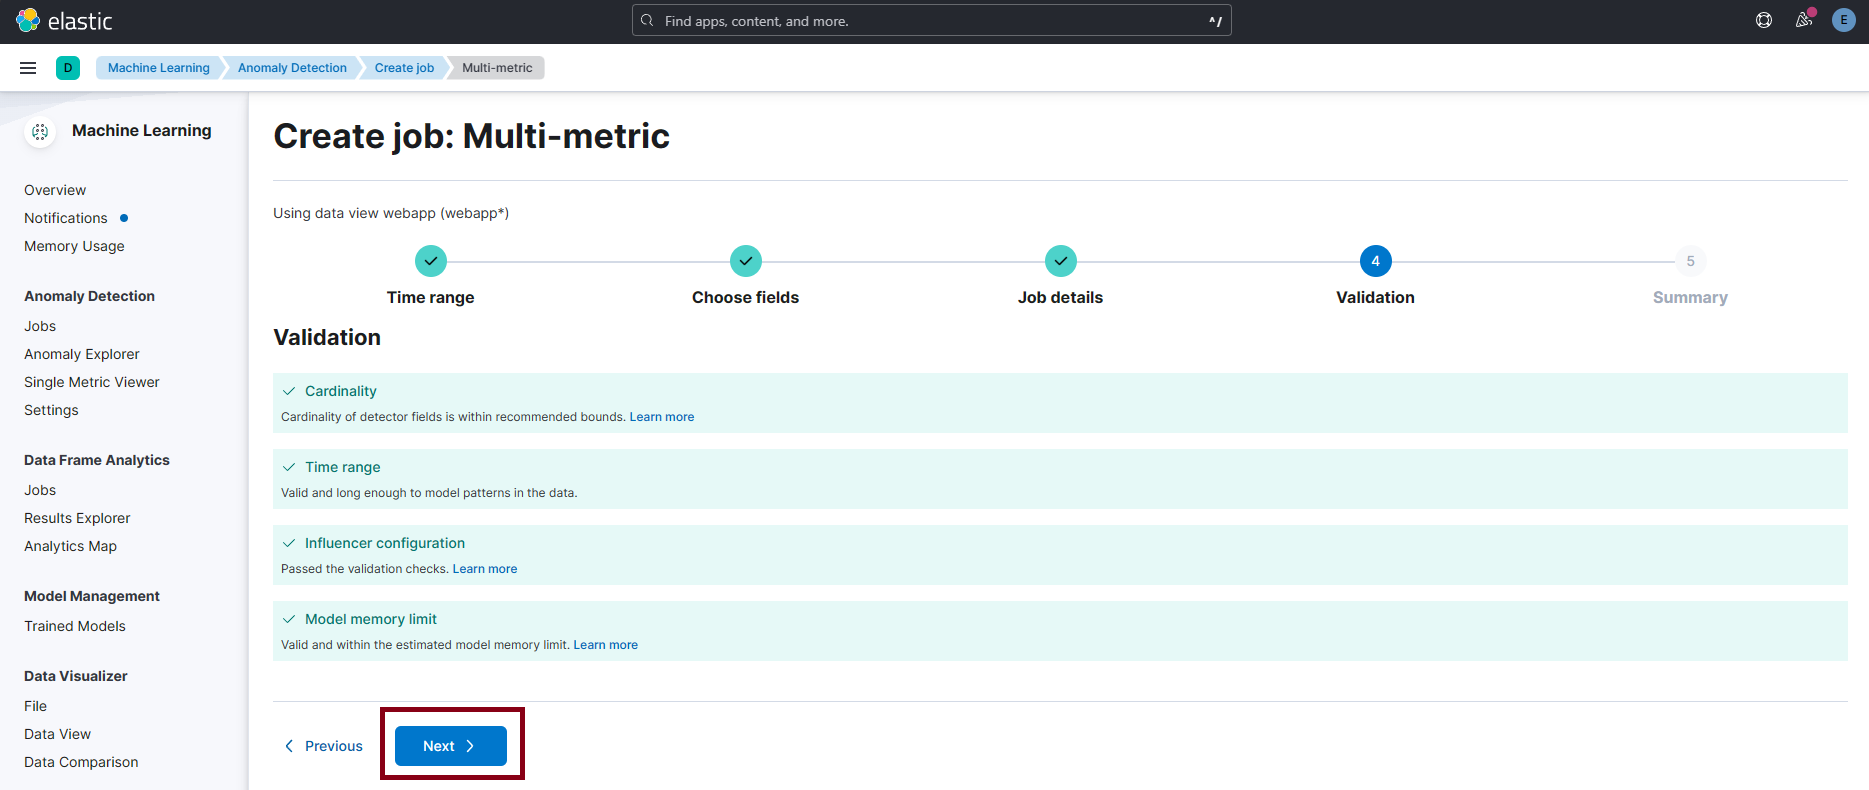 elastic
Find apps, content, and more.
^/
E
D
Machine Learning
Anomaly Detection
Create job
Multi-metric
Machine Learning
Overview
Notifications
Memory Usage
Anomaly Detection
Jobs
Anomaly Explorer
Single Metric Viewer
Settings
Data Frame Analytics
Jobs
Results Explorer
Analytics Map
Model Management
Trained Models
Data Visualizer
File
Data View
Data Comparison
Create job: Multi-metric
Using data view webapp (webapp*)
4
5
Time range
Choose fields
Job details
Validation
Summary
Validation
Cardinality
Cardinality of detector fields is within recommended bounds. Learn more
Time range
Valid and long enough to model patterns in the data.
Influencer configuration
Passed the validation checks. Learn more
Model memory limit
Valid and within the estimated model memory limit. Learn more
Previous
Next